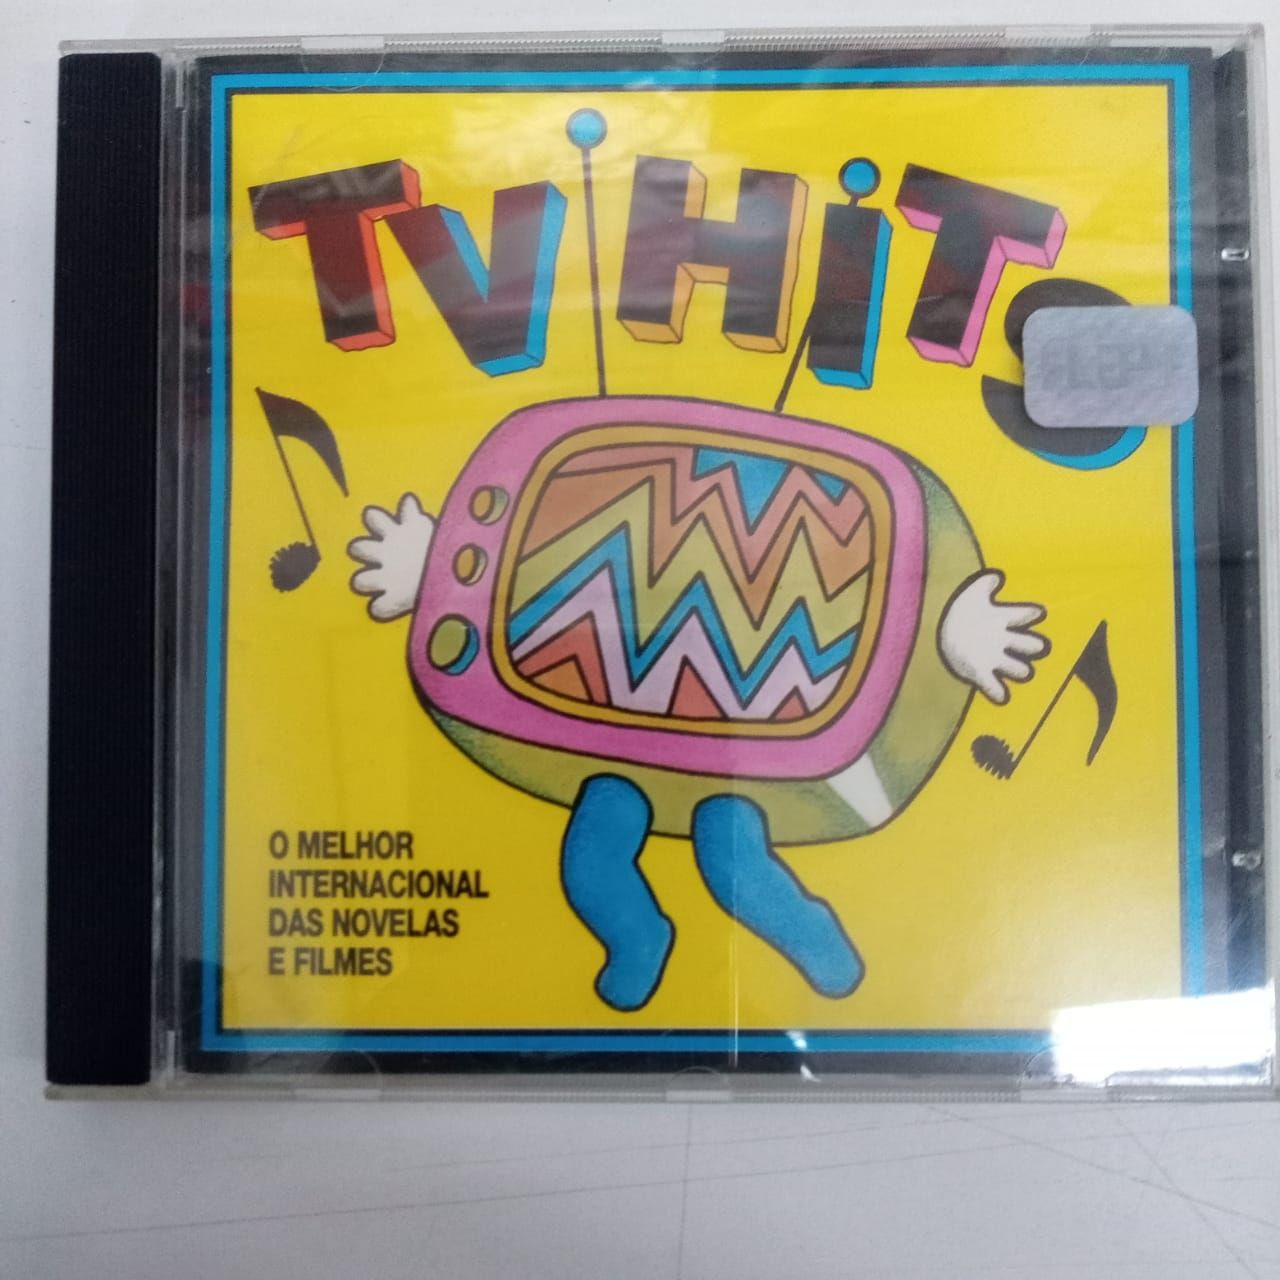 TV HiTS
O MELHOR
INTERNACIONAL
DAS NOVELAS
E FILMES